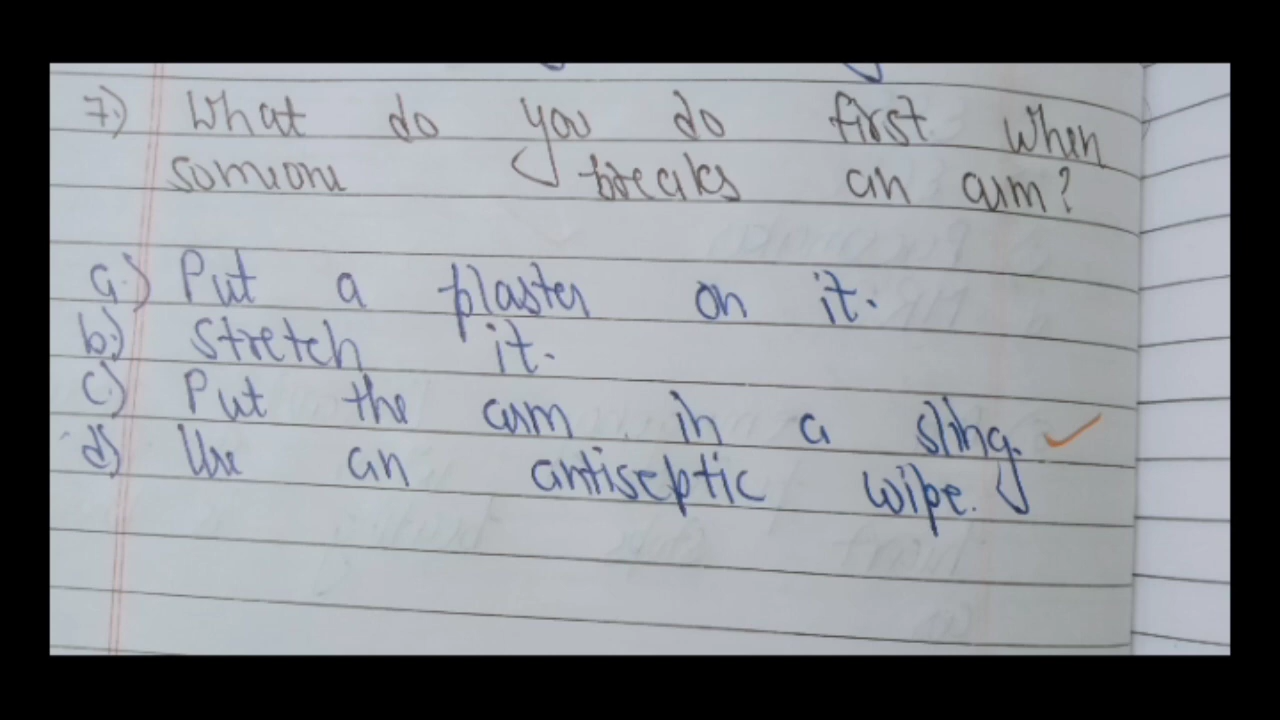 7.) What do you do first when
someone breaks an arm?
a.) Put a plaster on it.
b.) Stretch it.
c.) Put the arm in a sling.
d.) Use an antiseptic wipe.